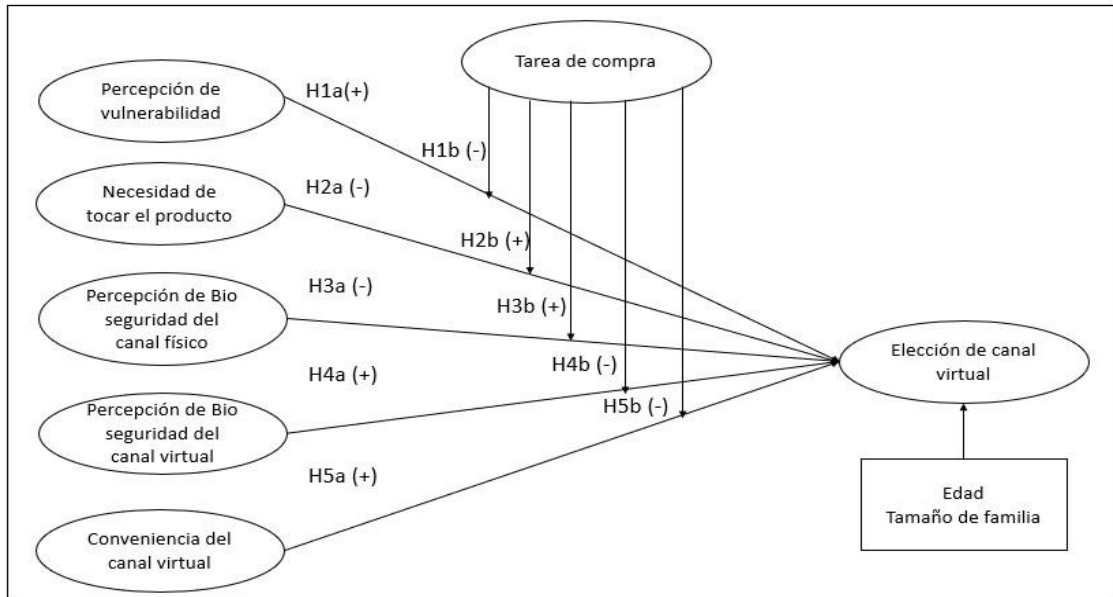 Tarea de compra
Percepción de
vulnerabilidad
H1a(+)
H1b (-)
Necesidad de
tocar el producto
H2a (-)
H2b (+)
Percepción de Bio
seguridad del
canal físico
H3a (-)
H3b (+)
Elección de canal
virtual
H4a (+)
H4b (-)
Percepción de Bio
seguridad del
canal virtual
H5b (-)
H5a (+)
Edad
Tamaño de familia
Conveniencia del
canal virtual